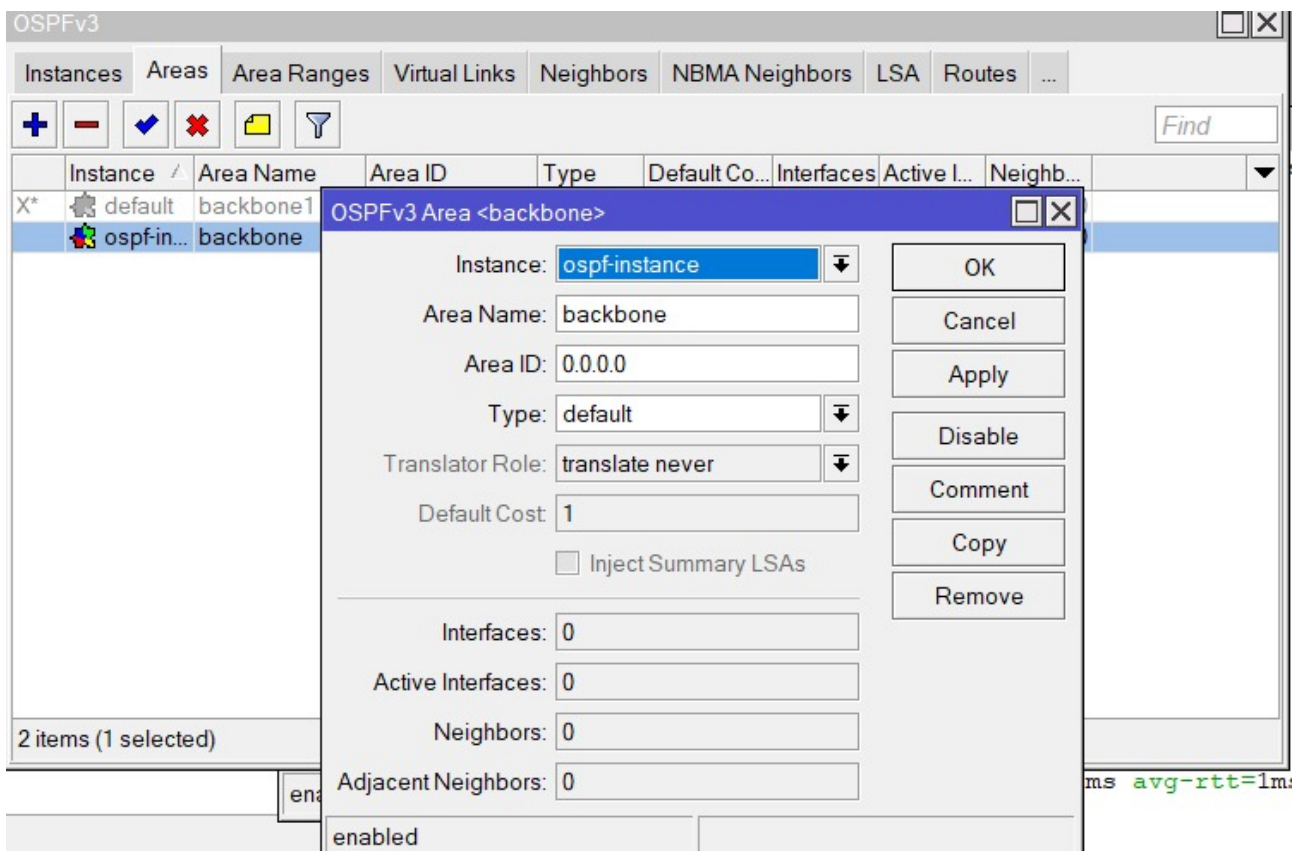 OSPFv3
Instances Areas Area Ranges Virtual Links Neighbors NBMA Neighbors LSA Routes ...
Find
Instance Area Name Area ID Type Default Co... Interfaces Active I... Neighb...
X* default backbone1
ospf-in... backbone
OSPFv3 Area <backbone>
Instance: ospf-instance
OK
Area Name: backbone
Cancel
Area ID: 0.0.0.0
Apply
Type: default
Disable
Translator Role: translate never
Comment
Default Cost: 1
Copy
Inject Summary LSAs
Remove
Interfaces: 0
Active Interfaces: 0
Neighbors: 0
Adjacent Neighbors: 0
enabled
2 items (1 selected)
ena
ms avg-rtt=1ms